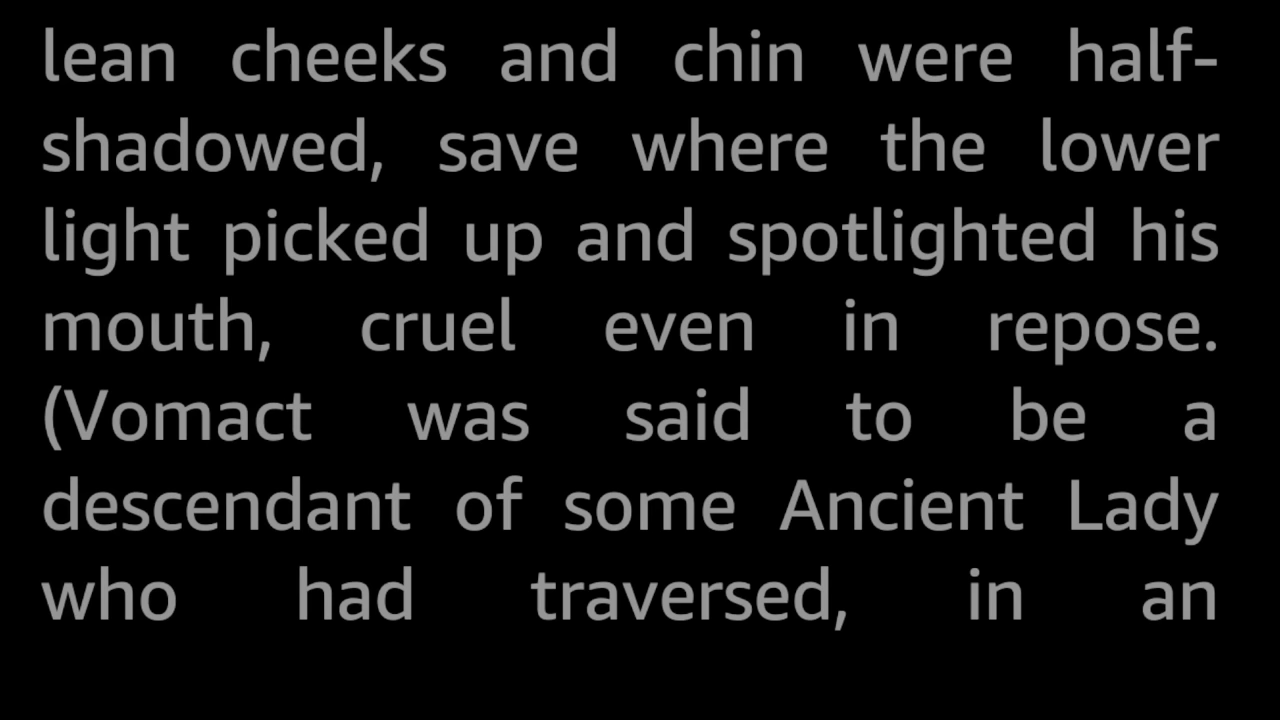 lean cheeks and chin were half-
shadowed, save where the lower
light picked up and spotlighted his
mouth, cruel even in repose.
(Vomact was said to be a
descendant of some Ancient Lady
who had traversed, in an